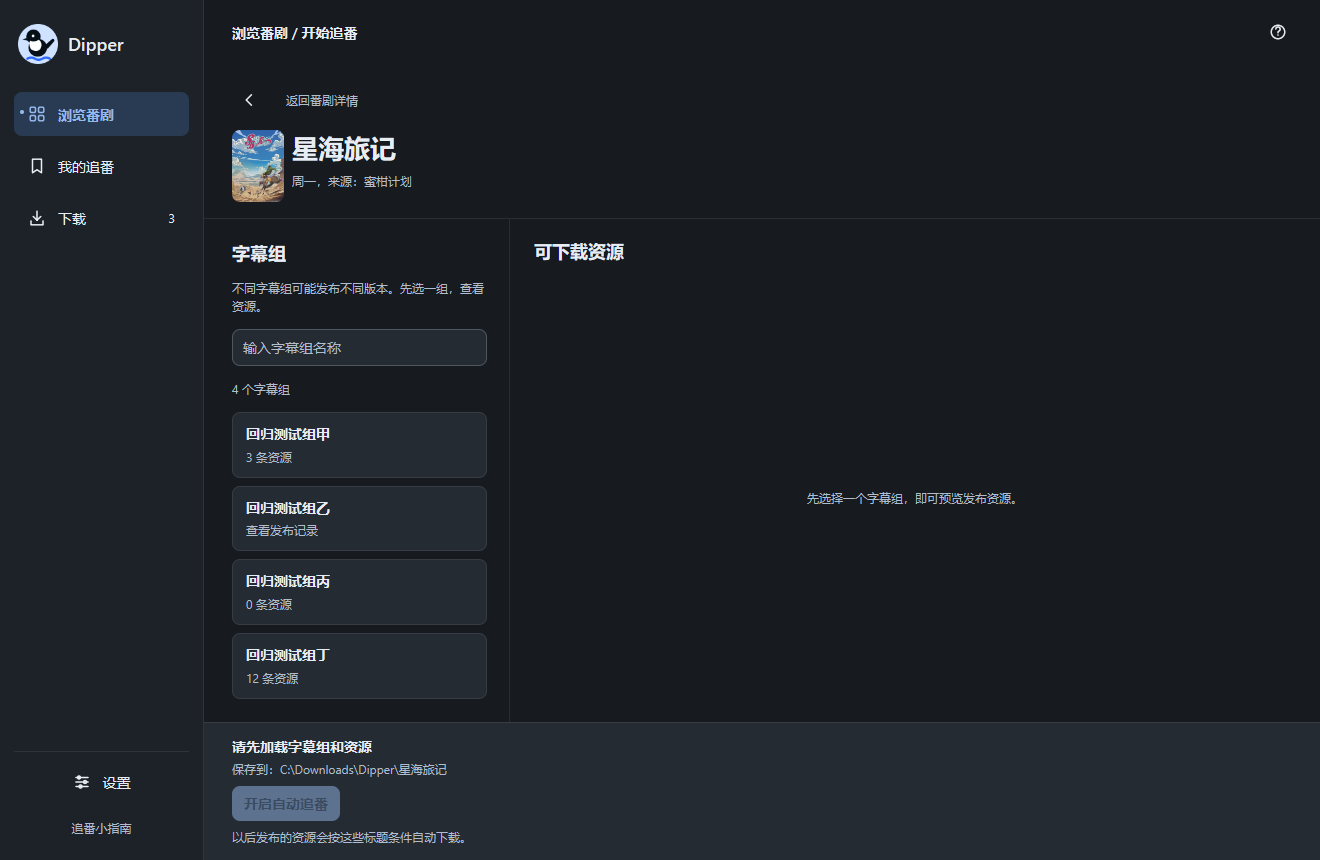 Dipper
浏览番剧
我的追番
下载 3
设置
追番小指南
浏览番剧 / 开始追番
返回番剧详情
星海旅记
周一，来源：蜜柑计划
字幕组
不同字幕组可能发布不同版本。先选一组，查看
资源。
输入字幕组名称
4 个字幕组
回归测试组甲
3 条资源
回归测试组乙
查看发布记录
回归测试组丙
0 条资源
回归测试组丁
12 条资源
可下载资源
先选择一个字幕组，即可预览发布资源。
请先加载字幕组和资源
保存到：C:\Downloads\Dipper\星海旅记
开启自动追番
以后发布的资源会按这些标题条件自动下载。